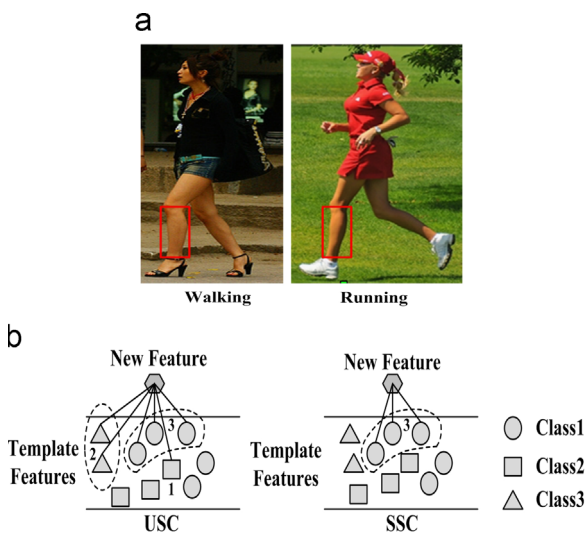 a
Walking Running
b
New Feature New Feature
3 3
2
Template Features Template Features
1
Class1
Class2
Class3
USC SSC